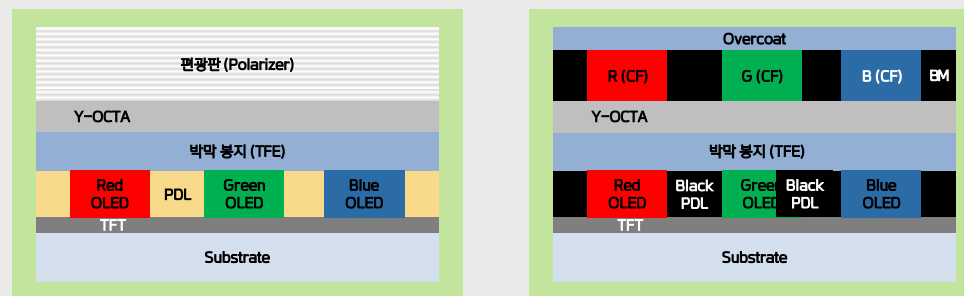 편광판 (Polarizer)
Y-OCTA
박막 봉지 (TFE)
Red
OLED
PDL
Green
OLED
Blue
OLED
TFT
Substrate
Overcoat
R (CF)
G (CF)
B (CF)
BM
Y-OCTA
박막 봉지 (TFE)
Red
OLED
Black
PDL
Green
OLED
Black
PDL
Blue
OLED
TFT
Substrate